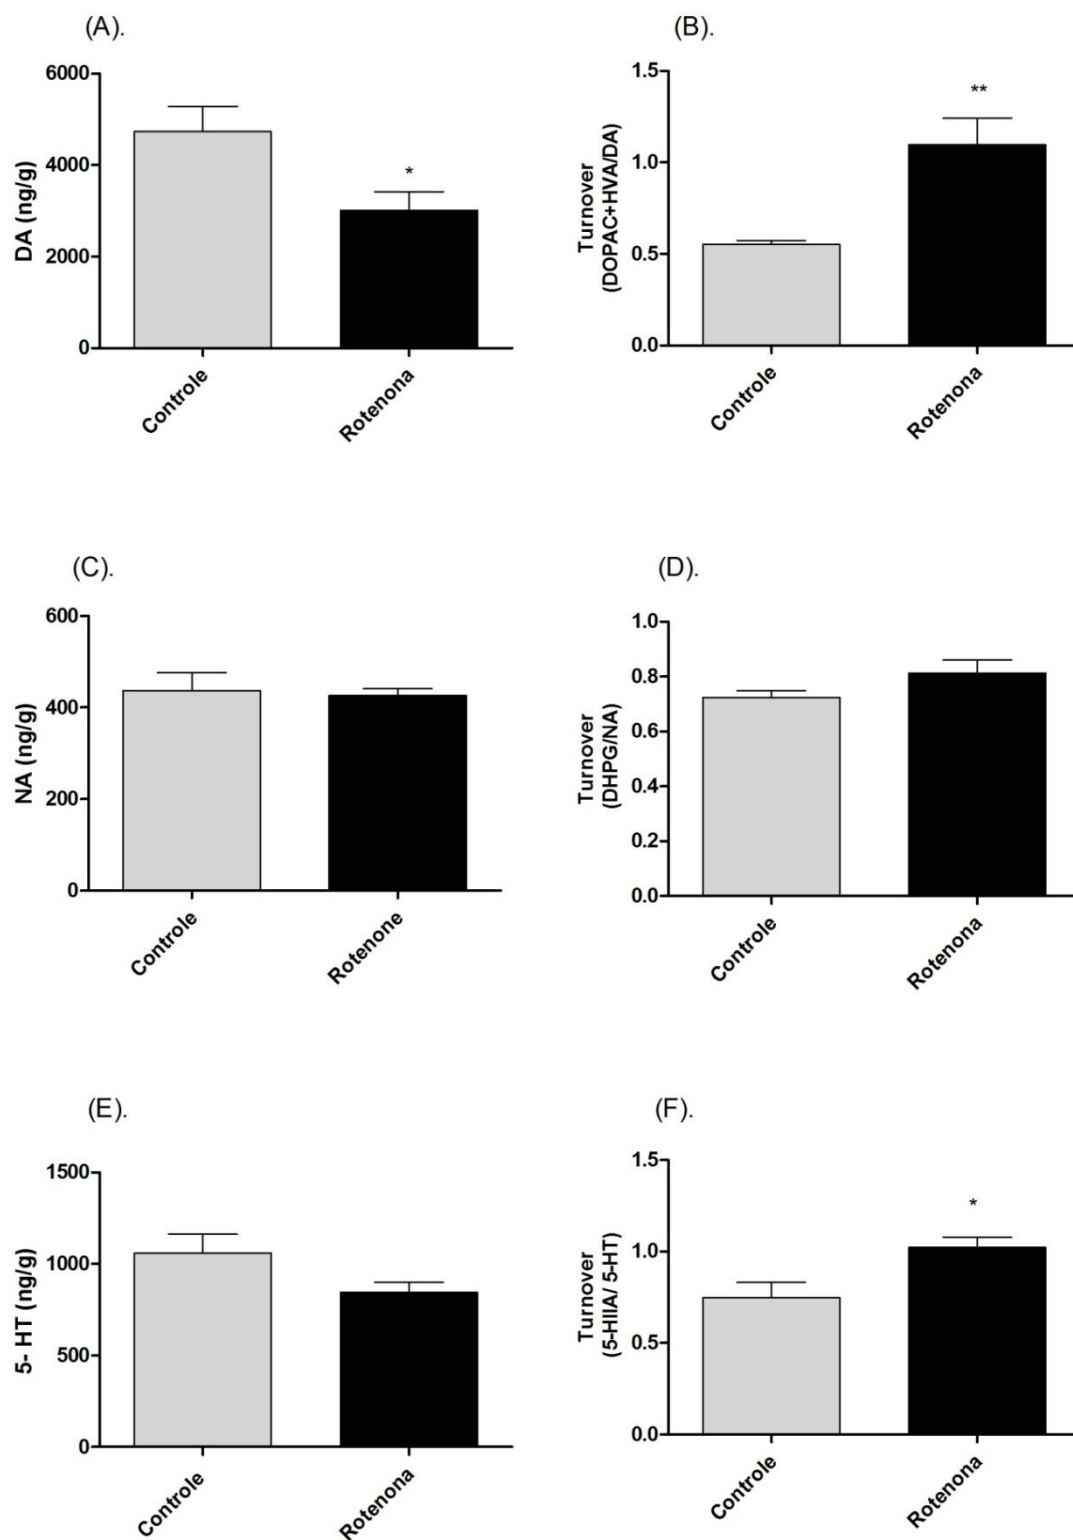 (A).
6000
4000
2000
0
DA (ng/g)
*
Controle
Rotenona
(B).
1.5
1.0
0.5
0.0
Turnover
(DOPAC+HVA/DA)
**
Controle
Rotenona
(C).
600
400
200
0
NA (ng/g)
Controle
Rotenone
(D).
1.0
0.8
0.6
0.4
0.2
0.0
Turnover
(DHPG/NA)
Controle
Rotenona
(E).
1500
1000
500
0
5- HT (ng/g)
Controle
Rotenona
(F).
1.5
1.0
0.5
0.0
Turnover
(5-HIIA/ 5-HT)
*
Controle
Rotenona